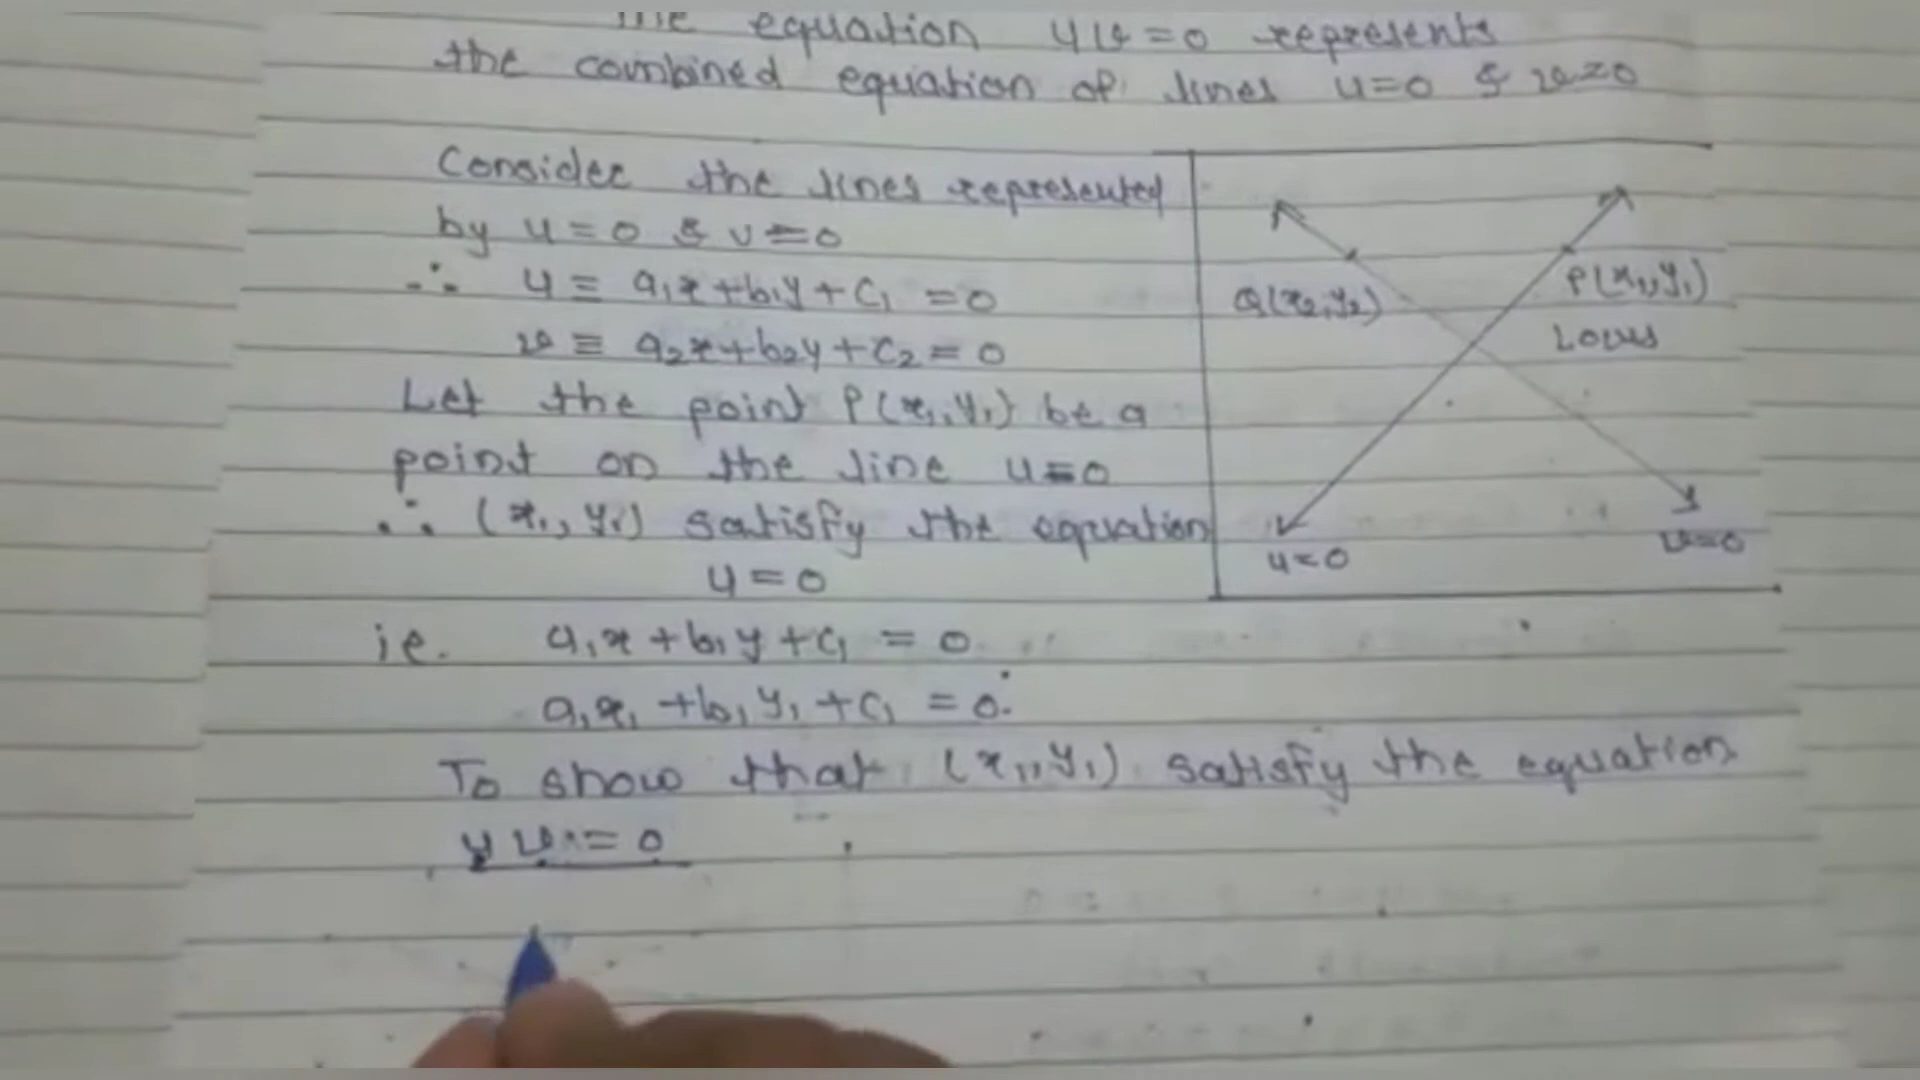 The equation uv = 0 represents
the combined equation of lines u=0 & v=0
Consider the lines represented
by u = 0 & v = 0
∴ u ≡ a₁x+b₁y+c₁ = 0
v ≡ a₂x+b₂y+c₂ = 0
Let the point P(x₁,y₁) be a
point on the line u=0
∴ (x₁, y₁) satisfy the equation
u = 0
ie. a₁x + b₁y + c₁ = 0
a₁x₁ + b₁y₁ + c₁ = 0.
To show that (x₁,y₁) satisfy the equation
uv = 0
Q(x₂,y₂)
P(x₁,y₁)
Locus
u=0
v=0